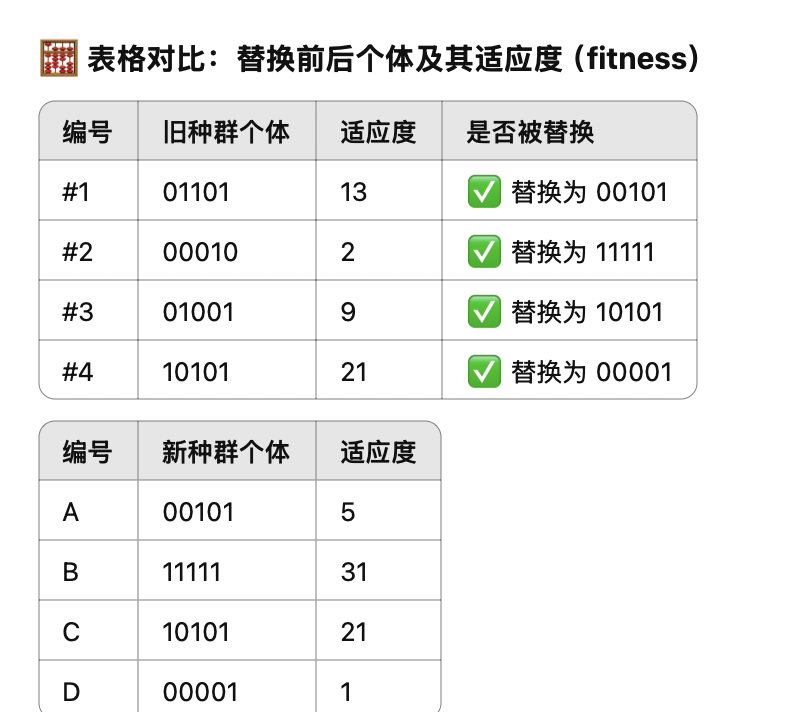 🧮 表格对比：替换前后个体及其适应度（fitness）
编号 旧种群个体 适应度 是否被替换
#1 01101 13 ✅ 替换为 00101
#2 00010 2 ✅ 替换为 11111
#3 01001 9 ✅ 替换为 10101
#4 10101 21 ✅ 替换为 00001
编号 新种群个体 适应度
A 00101 5
B 11111 31
C 10101 21
D 00001 1